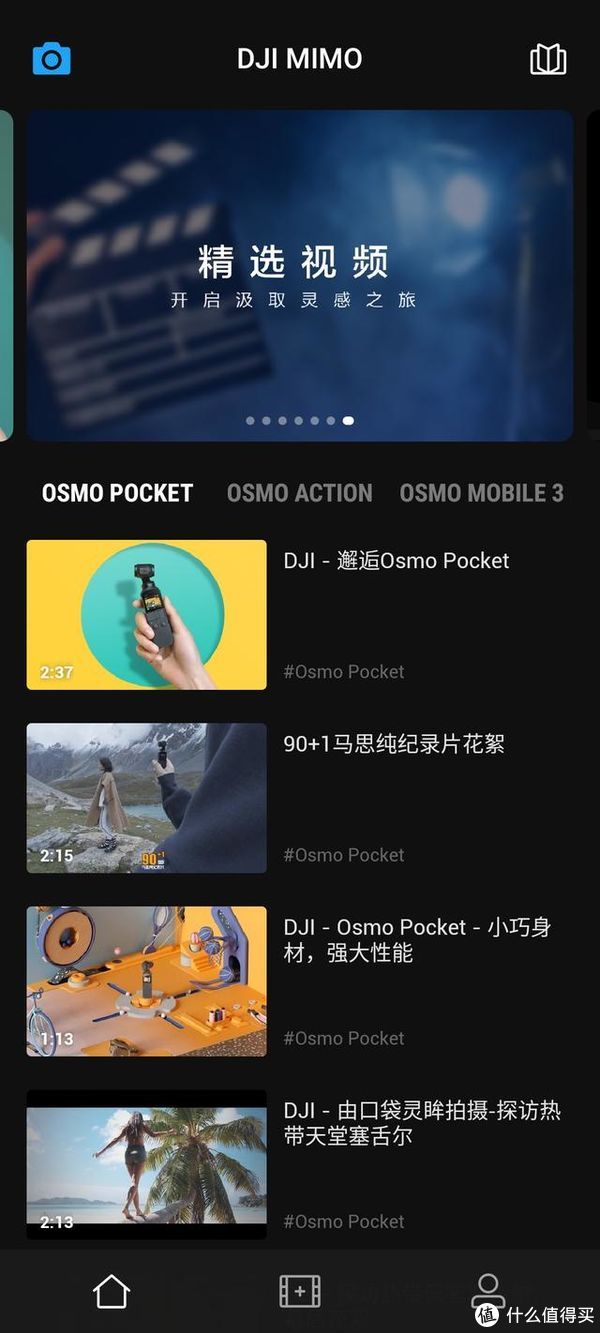 DJI MIMO
精选视频
开启汲取灵感之旅
OSMO POCKET OSMO ACTION OSMO MOBILE 3
DJI - 邂逅Osmo Pocket
2:37
#Osmo Pocket
90+1马思纯纪录片花絮
2:15
90+1
#Osmo Pocket
DJI - Osmo Pocket - 小巧身
材，强大性能
1:13
#Osmo Pocket
DJI - 由口袋灵眸拍摄-探访热
带天堂塞舌尔
2:13
#Osmo Pocket
值 什么值得买